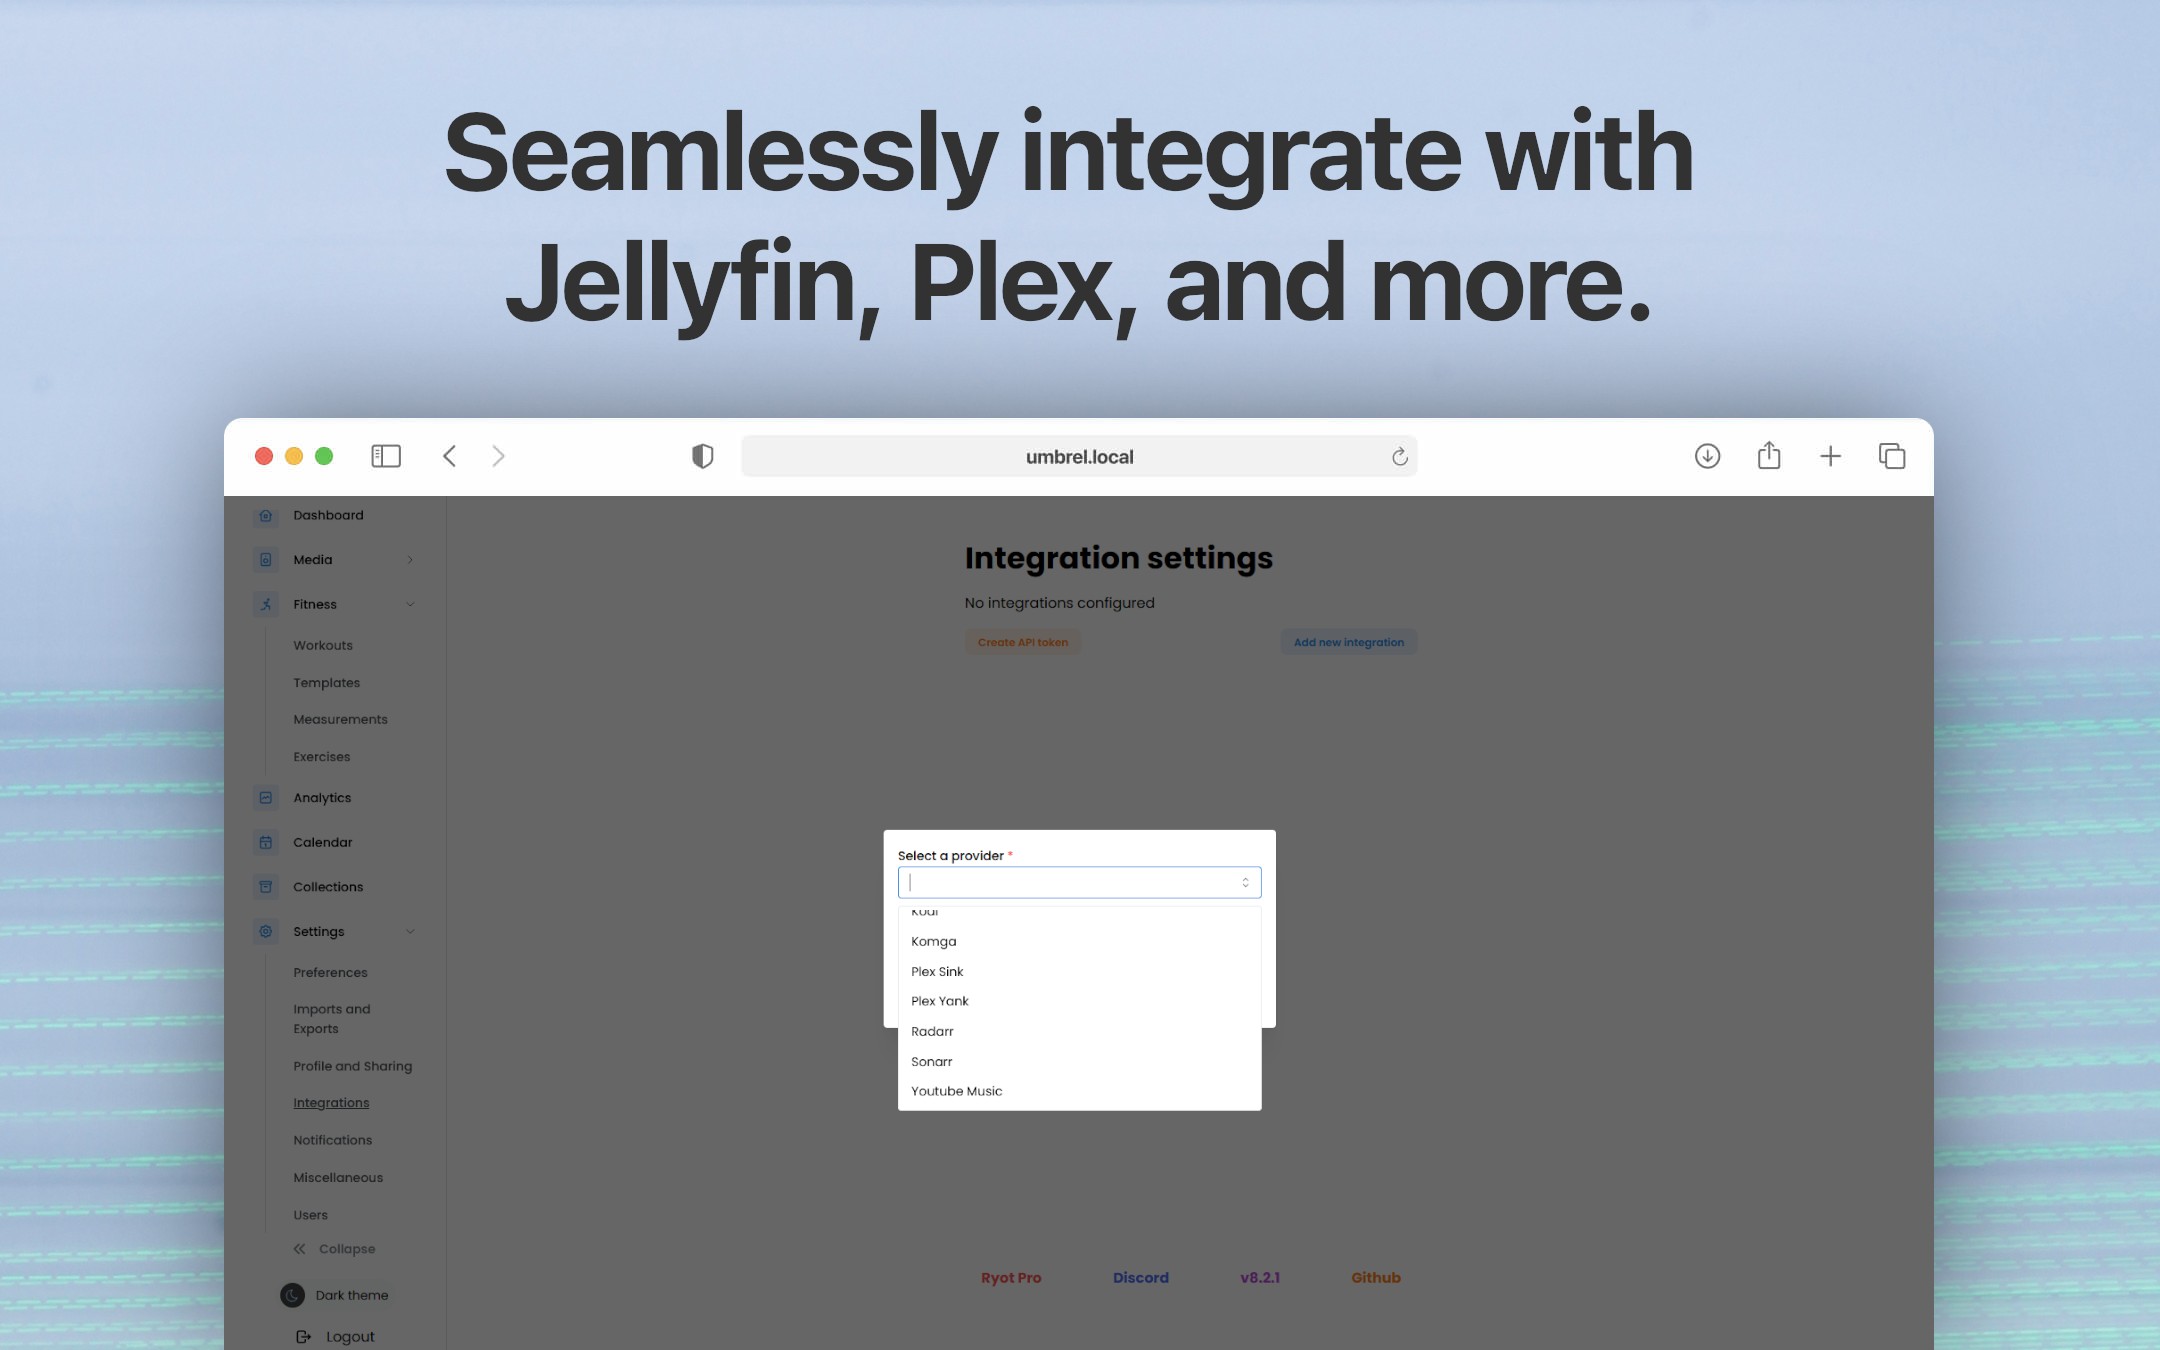 Seamlessly integrate with
Jellyfin, Plex, and more.
umbrel.local
Dashboard
Media
Fitness
Workouts
Templates
Measurements
Exercises
Analytics
Calendar
Collections
Settings
Preferences
Imports and
Exports
Profile and Sharing
Integrations
Notifications
Miscellaneous
Users
Collapse
Dark theme
Logout
Integration settings
No integrations configured
Create API token
Add new integration
Select a provider *
Kodi
Komga
Plex Sink
Plex Yank
Radarr
Sonarr
Youtube Music
Ryot Pro
Discord
v8.2.1
Github